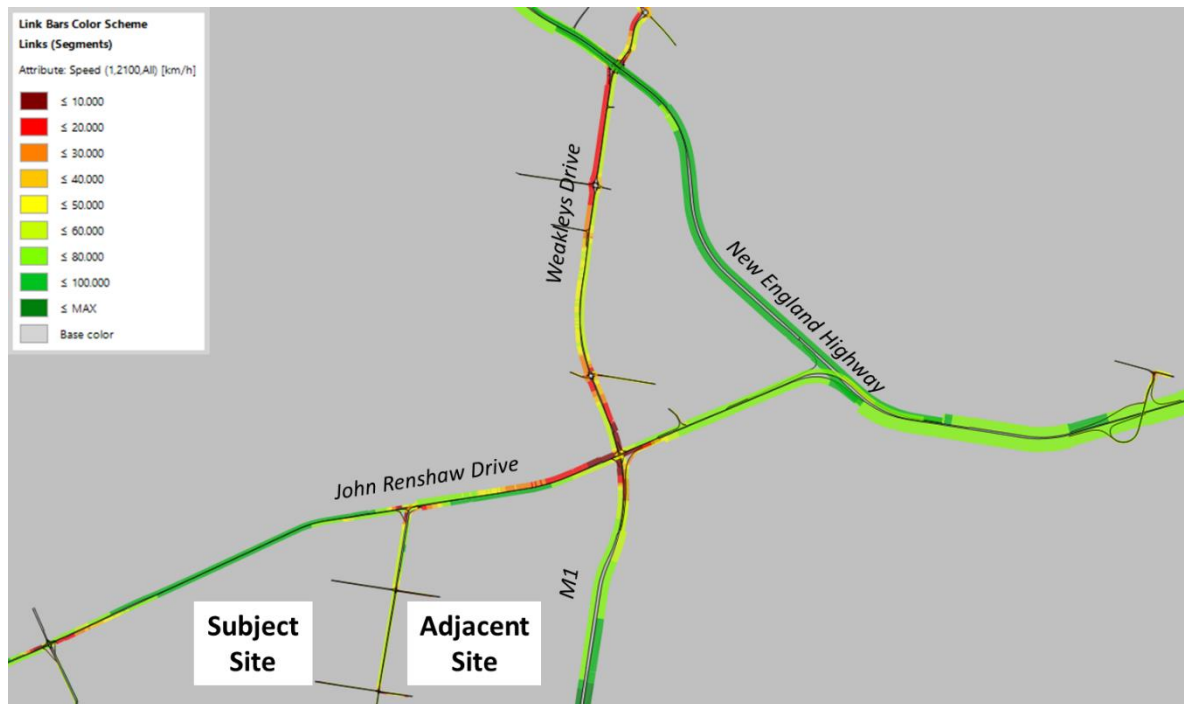 Link Bars Color Scheme
Links (Segments)
Attribute: Speed (1,2100,All) [km/h]
≤ 10.000
≤ 20.000
≤ 30.000
≤ 40.000
≤ 50.000
≤ 60.000
≤ 80.000
≤ 100.000
≤ MAX
Base color
Weakleys Drive
New England Highway
John Renshaw Drive
M1
Subject
Site
Adjacent
Site